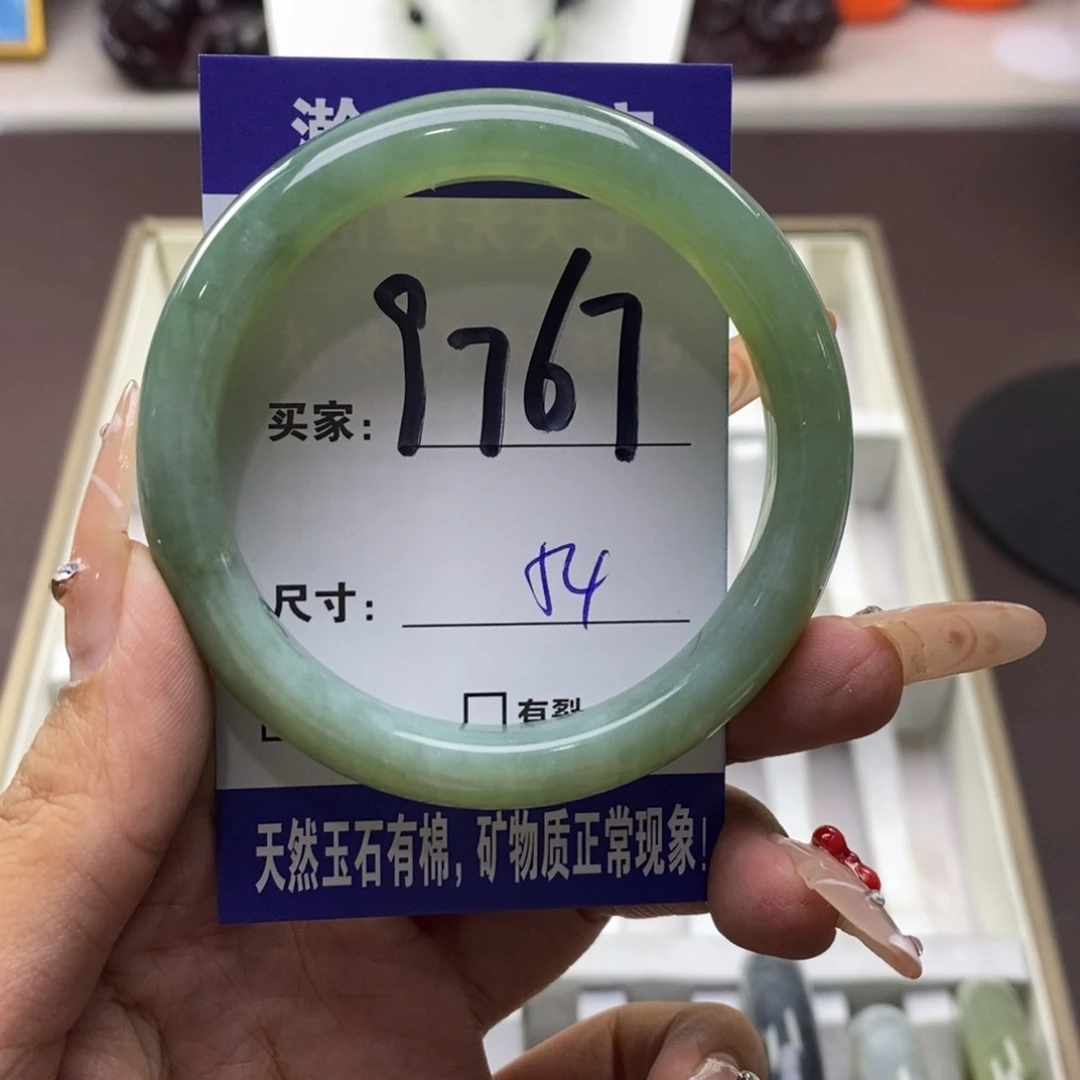 瀚
买家: 9767
尺寸: 54
□ 有裂
天然玉石有棉,矿物质正常现象!